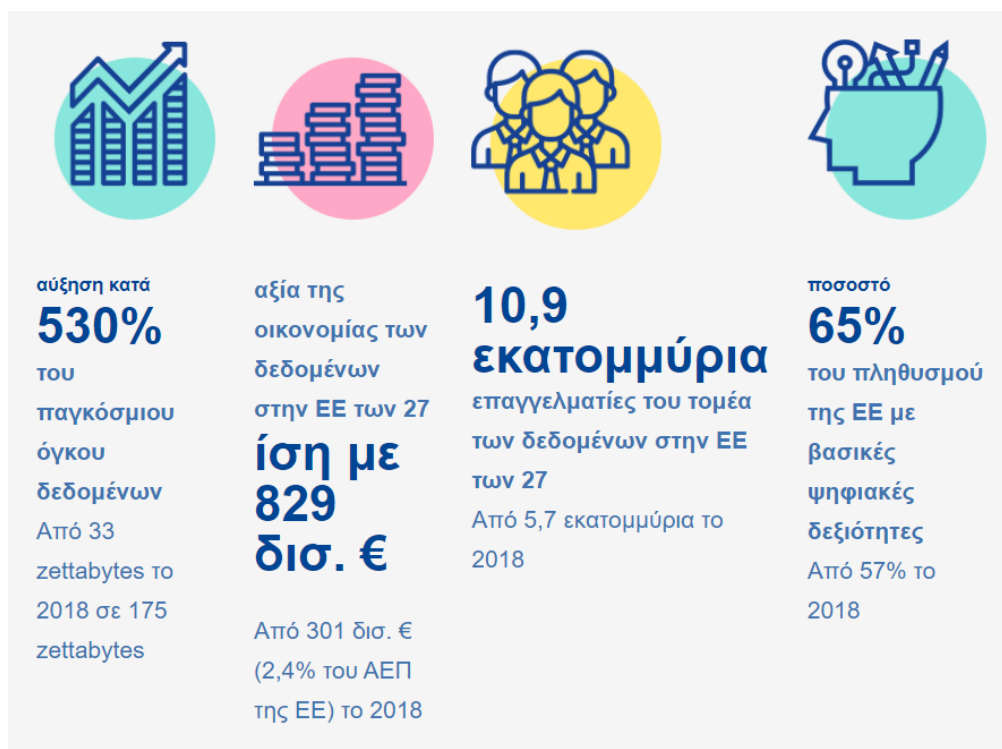 αύξηση κατά
530%
του
παγκόσμιου
όγκου
δεδομένων
Από 33
zettabytes το
2018 σε 175
zettabytes
αξία της
οικονομίας των
δεδομένων
στην ΕΕ των 27
ίση με
829
δισ. €
Από 301 δισ. €
(2,4% του ΑΕΠ
της ΕΕ) το 2018
10,9
εκατομμύρια
επαγγελματίες του τομέα
των δεδομένων στην ΕΕ
των 27
Από 5,7 εκατομμύρια το
2018
ποσοστό
65%
του πληθυσμού
της ΕΕ με
βασικές
ψηφιακές
δεξιότητες
Από 57% το
2018